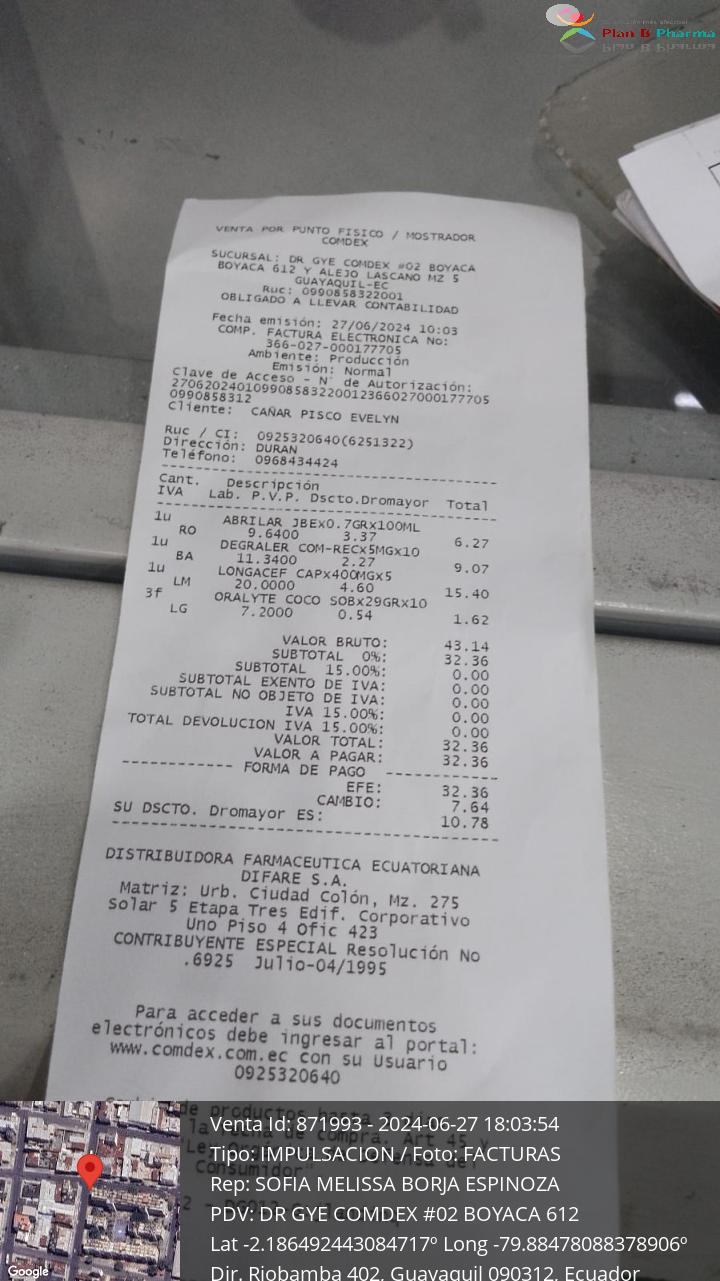 Plan B Pharma
VENTA POR PUNTO FISICO / MOSTRADOR
COMDEX
SUCURSAL: DR GYE COMDEX #02 BOYACA
BOYACA 612 Y ALEJO LASCANO MZ 5
GUAYAQUIL-EC
Ruc: 0990858322001
OBLIGADO A LLEVAR CONTABILIDAD
Fecha emisión: 27/06/2024 10:03
COMP. FACTURA ELECTRONICA No:
366-027-000177705
Ambiente: Producción
Emisión: Normal
Clave de Acceso - N° de Autorización:
270620240109908583220012366027000177705
0990858312
Cliente: CAÑAR PISCO EVELYN
Ruc / CI: 0925320640(6251322)
Dirección: DURAN
Teléfono: 0968434424
Cant. Descripción
IVA Lab. P.V.P. Dscto.Dromayor Total
1u ABRILAR JBEx0.7GRx100ML
RO 9.6400 3.37 6.27
1u DEGRALER COM-RECx5MGx10
BA 11.3400 2.27 9.07
1u LONGACEF CAPx400MGx5
LM 20.0000 4.60 15.40
3f ORALYTE COCO SOBx29GRx10
LG 7.2000 0.54 1.62
VALOR BRUTO: 43.14
SUBTOTAL 0%: 32.36
SUBTOTAL 15.00%: 0.00
SUBTOTAL EXENTO DE IVA: 0.00
SUBTOTAL NO OBJETO DE IVA: 0.00
IVA 15.00%: 0.00
TOTAL DEVOLUCION IVA 15.00%: 0.00
VALOR TOTAL: 32.36
VALOR A PAGAR: 32.36
----------- FORMA DE PAGO -----------
EFE: 32.36
CAMBIO: 7.64
SU DSCTO. Dromayor ES: 10.78
DISTRIBUIDORA FARMACEUTICA ECUATORIANA
DIFARE S.A.
Matriz: Urb. Ciudad Colón, Mz. 275
Solar 5 Etapa Tres Edif. Corporativo
Uno Piso 4 Ofic 423
CONTRIBUYENTE ESPECIAL Resolución No
.6925 Julio-04/1995
Para acceder a sus documentos
electrónicos debe ingresar al portal:
www.comdex.com.ec con su Usuario
0925320640
de productos hasta
la de compra. Art 45 y
Consumidor"
Venta Id: 871993 - 2024-06-27 18:03:54
Tipo: IMPULSACION / Foto: FACTURAS
Rep: SOFIA MELISSA BORJA ESPINOZA
PDV: DR GYE COMDEX #02 BOYACA 612
Lat -2.186492443084717º Long -79.88478088378906º
Dir. Riobamba 402, Guayaquil 090312, Ecuador
Google